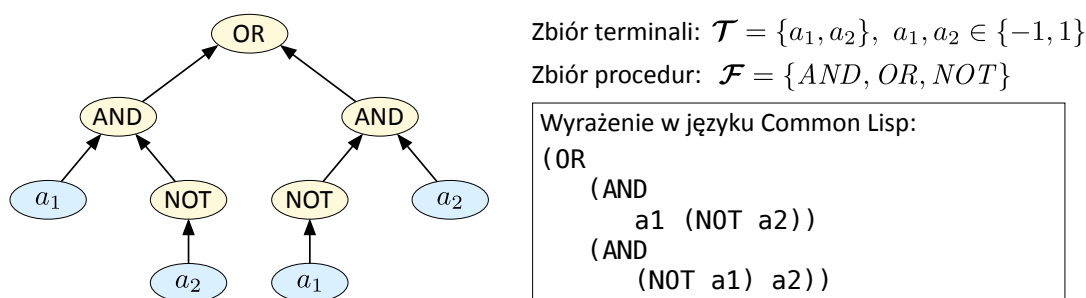 OR
AND
AND
a₁
NOT
NOT
a₂
a₂
a₁
Zbiór terminali: 𝓣 = {a₁, a₂}, a₁, a₂ ∈ {−1, 1}
Zbiór procedur: 𝓕 = {AND, OR, NOT}
Wyrażenie w języku Common Lisp:
(OR
(AND
a1 (NOT a2))
(AND
(NOT a1) a2))